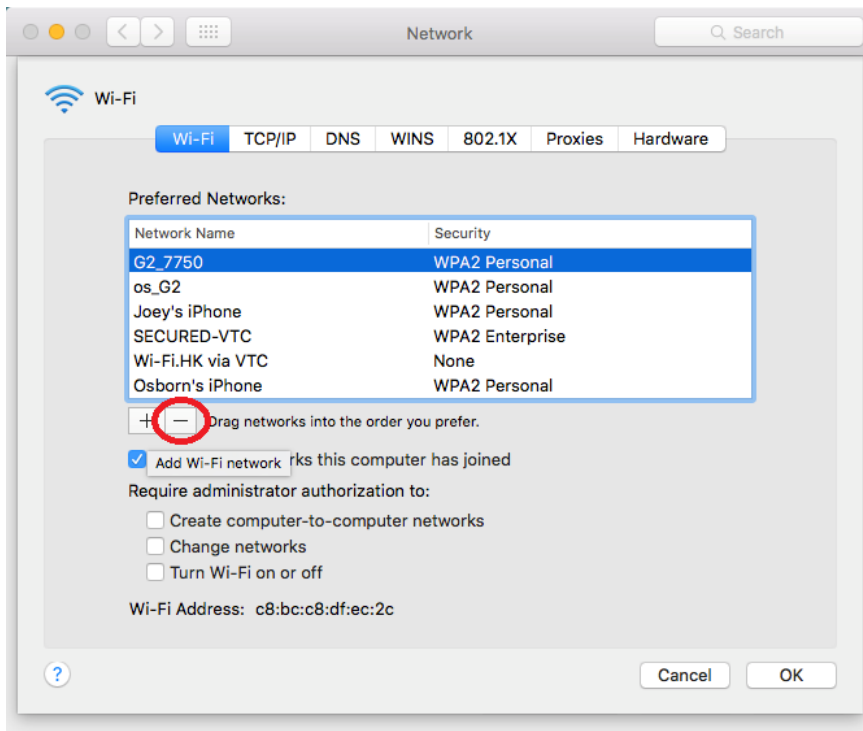 Network
Search
Wi-Fi
Wi-Fi TCP/IP DNS WINS 802.1X Proxies Hardware
Preferred Networks:
Network Name Security
G2_7750 WPA2 Personal
os_G2 WPA2 Personal
Joey's iPhone WPA2 Personal
SECURED-VTC WPA2 Enterprise
Wi-Fi.HK via VTC None
Osborn's iPhone WPA2 Personal
+ − Drag networks into the order you prefer.
Add Wi-Fi network
this computer has joined
Require administrator authorization to:
Create computer-to-computer networks
Change networks
Turn Wi-Fi on or off
Wi-Fi Address: c8:bc:c8:df:ec:2c
? Cancel OK